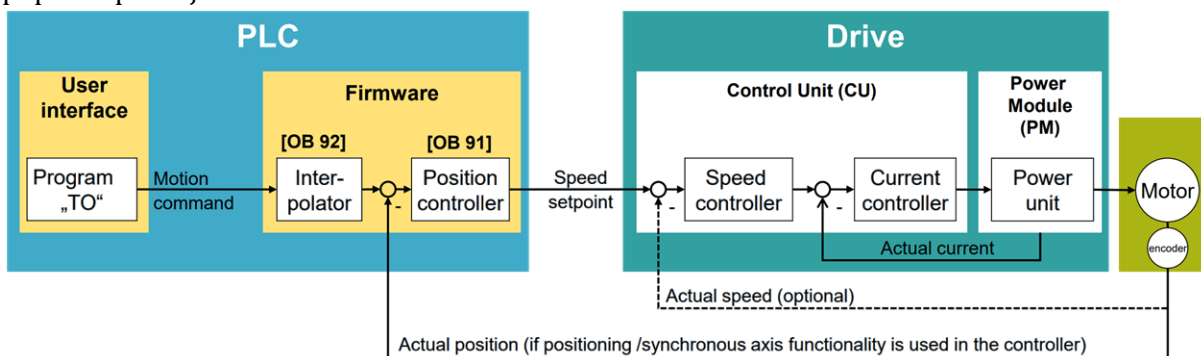 PLC
Drive
User
interface
Firmware
Control Unit (CU)
Power
Module
(PM)
[OB 92]
[OB 91]
Program
„TO“
Motion
command
Inter-
polator
-
Position
controller
Speed
setpoint
-
Speed
controller
-
Current
controller
Power
unit
Motor
encoder
Actual current
Actual speed (optional)
Actual position (if positioning /synchronous axis functionality is used in the controller)